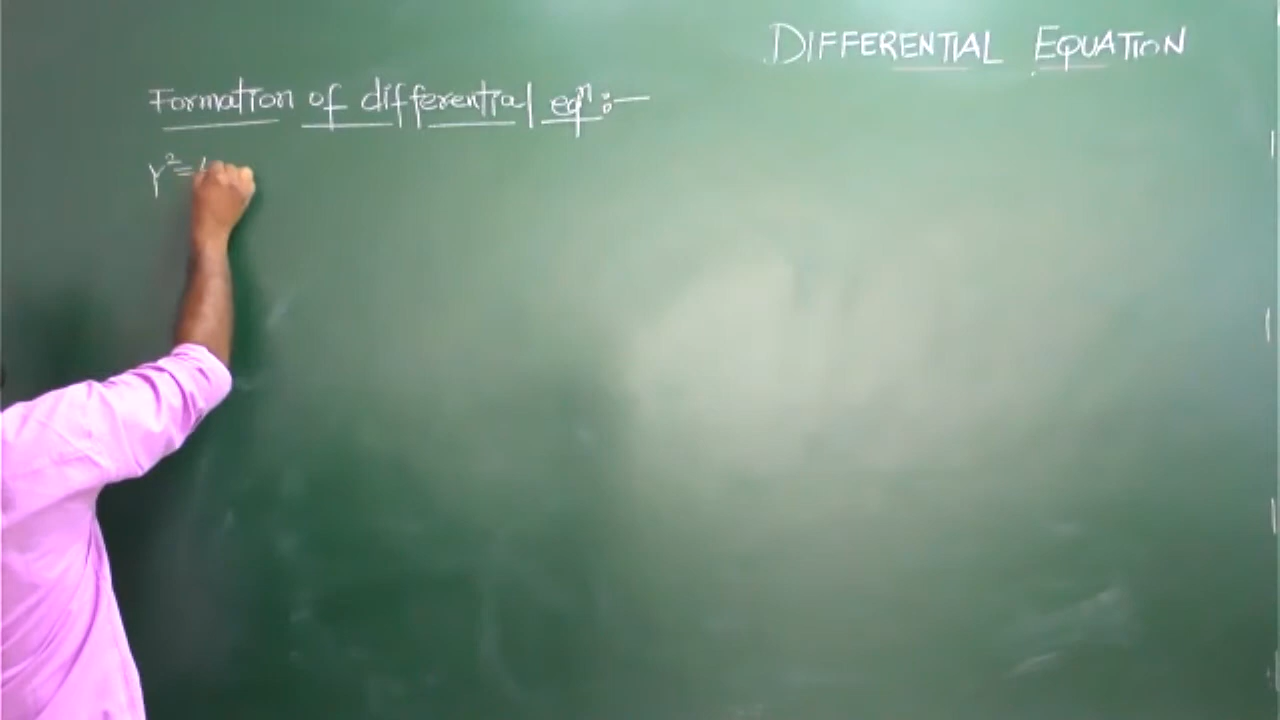 DIFFERENTIAL EQUATION
Formation of differential eqⁿ:—
y²=